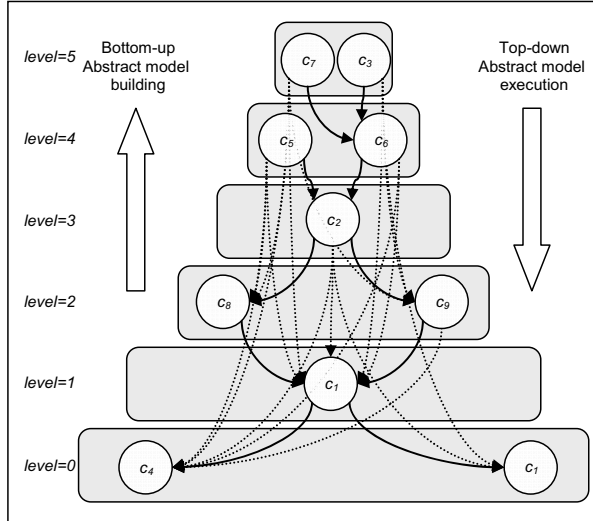 Bottom-up
Abstract model
building
Top-down
Abstract model
execution
level=5
c7
c3
level=4
c5
c6
level=3
c2
level=2
c8
c9
level=1
c1
level=0
c4
c1